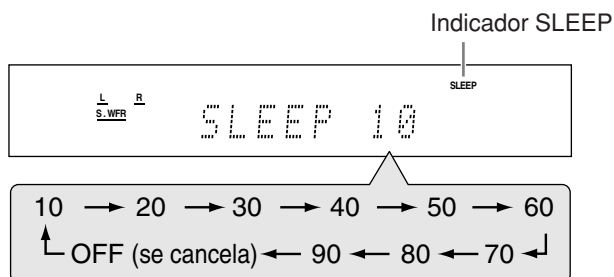 Indicador SLEEP
SLEEP
L R
S.WFR
SLEEP 10
10 → 20 → 30 → 40 → 50 → 60
OFF (se cancela) ← 90 ← 80 ← 70